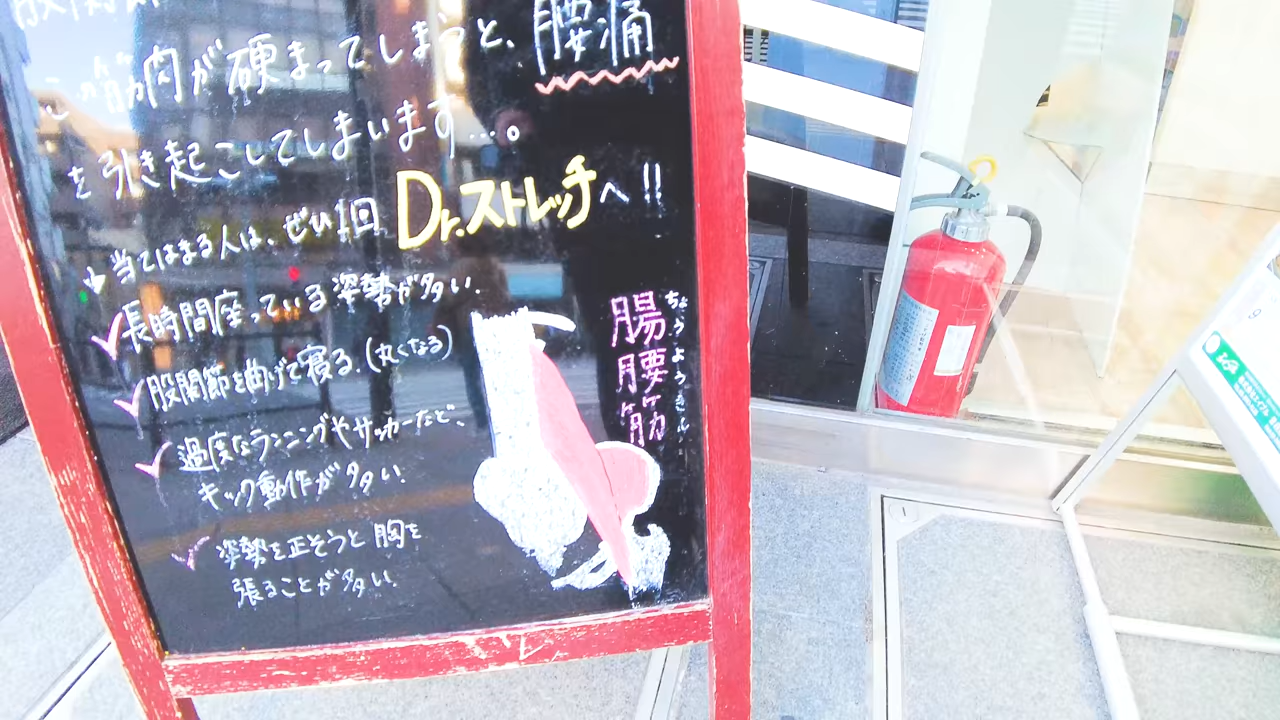 この筋肉が硬まってしまうと、腰痛
を引き起こしてしまいます…。
当てはまる人は、ぜひ1回 Dr.ストレッチへ!!
長時間座っている姿勢が多い.
股関節を曲げて寝る.(丸くなる)
過度なランニングやサッカーなど、
キック動作が多い.
姿勢を正そうと胸を
張ることが多い.
腸腰筋
ちょうようきん